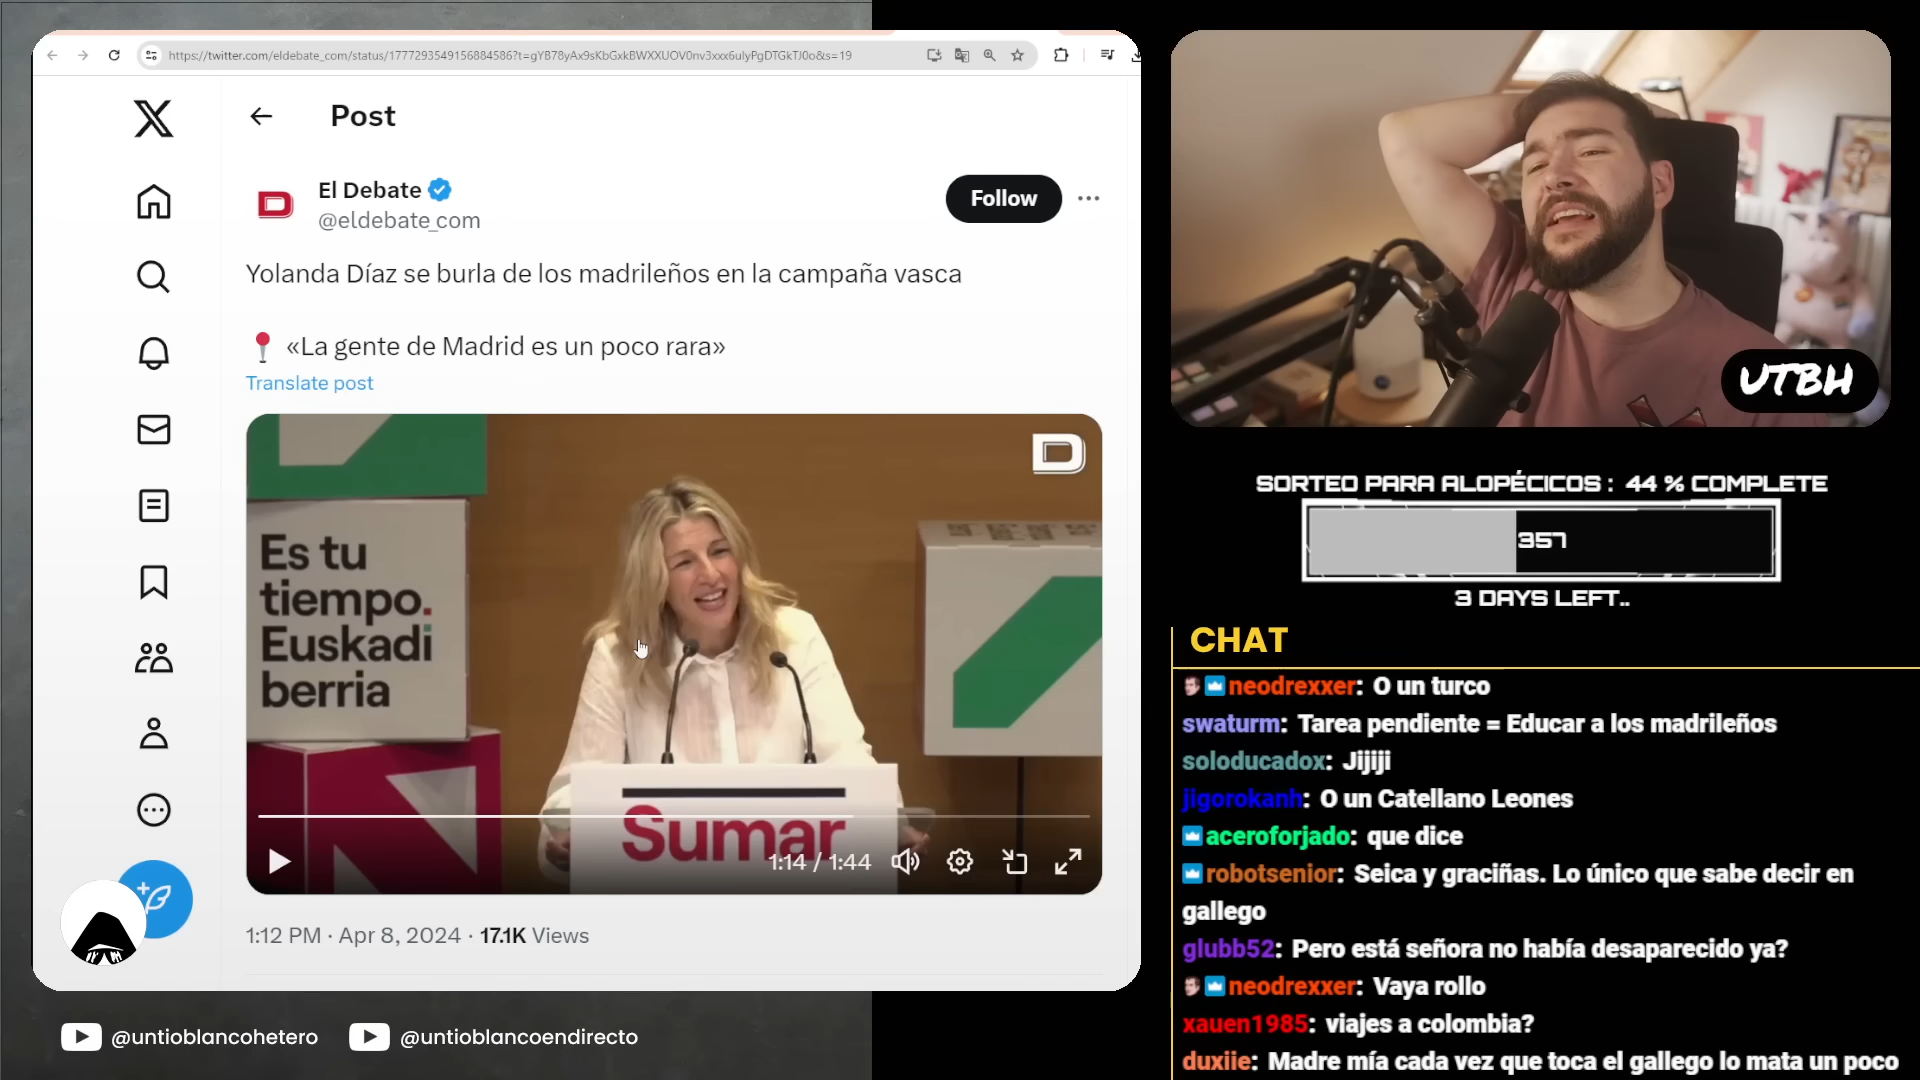 https://twitter.com/eldebate_com/status/1777293549156884586?t=gYB78yAx9sKbGxkBWXXUOV0nv3xxx6ulyPgDTGkTJ0o&s=19
Post
El Debate
@eldebate_com
Follow
Yolanda Díaz se burla de los madrileños en la campaña vasca
«La gente de Madrid es un poco rara»
Translate post
Es tu
tiempo.
Euskadi
berria
Sumar
1:14 / 1:44
1:12 PM · Apr 8, 2024 · 17.1K Views
@untioblancohetero
@untioblancoendirecto
UTBH
SORTEO PARA ALOPÉCICOS : 44 % COMPLETE
357
3 DAYS LEFT..
CHAT
neodrexxer: O un turco
swaturm: Tarea pendiente = Educar a los madrileños
soloducadox: Jijiji
jigorokanh: O un Catellano Leones
aceroforjado: que dice
robotsenior: Seica y graciñas. Lo único que sabe decir en
gallego
glubb52: Pero está señora no había desaparecido ya?
neodrexxer: Vaya rollo
xauen1985: viajes a colombia?
duxiie: Madre mía cada vez que toca el gallego lo mata un poco